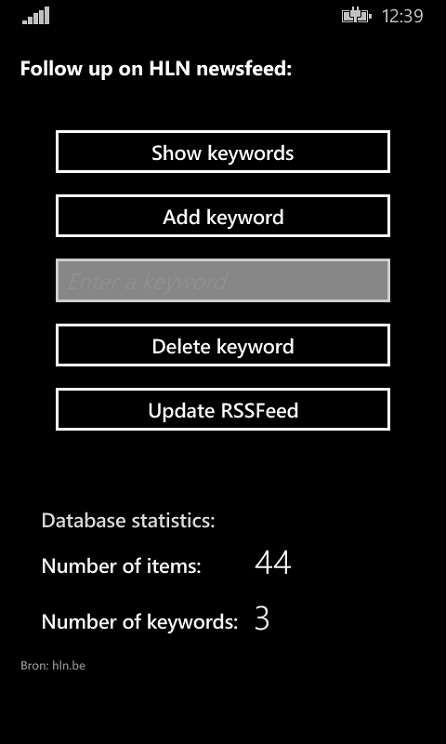 12:39
Follow up on HLN newsfeed:
Show keywords
Add keyword
Enter a keyword
Delete keyword
Update RSSFeed
Database statistics:
Number of items: 44
Number of keywords: 3
Bron: hln.be